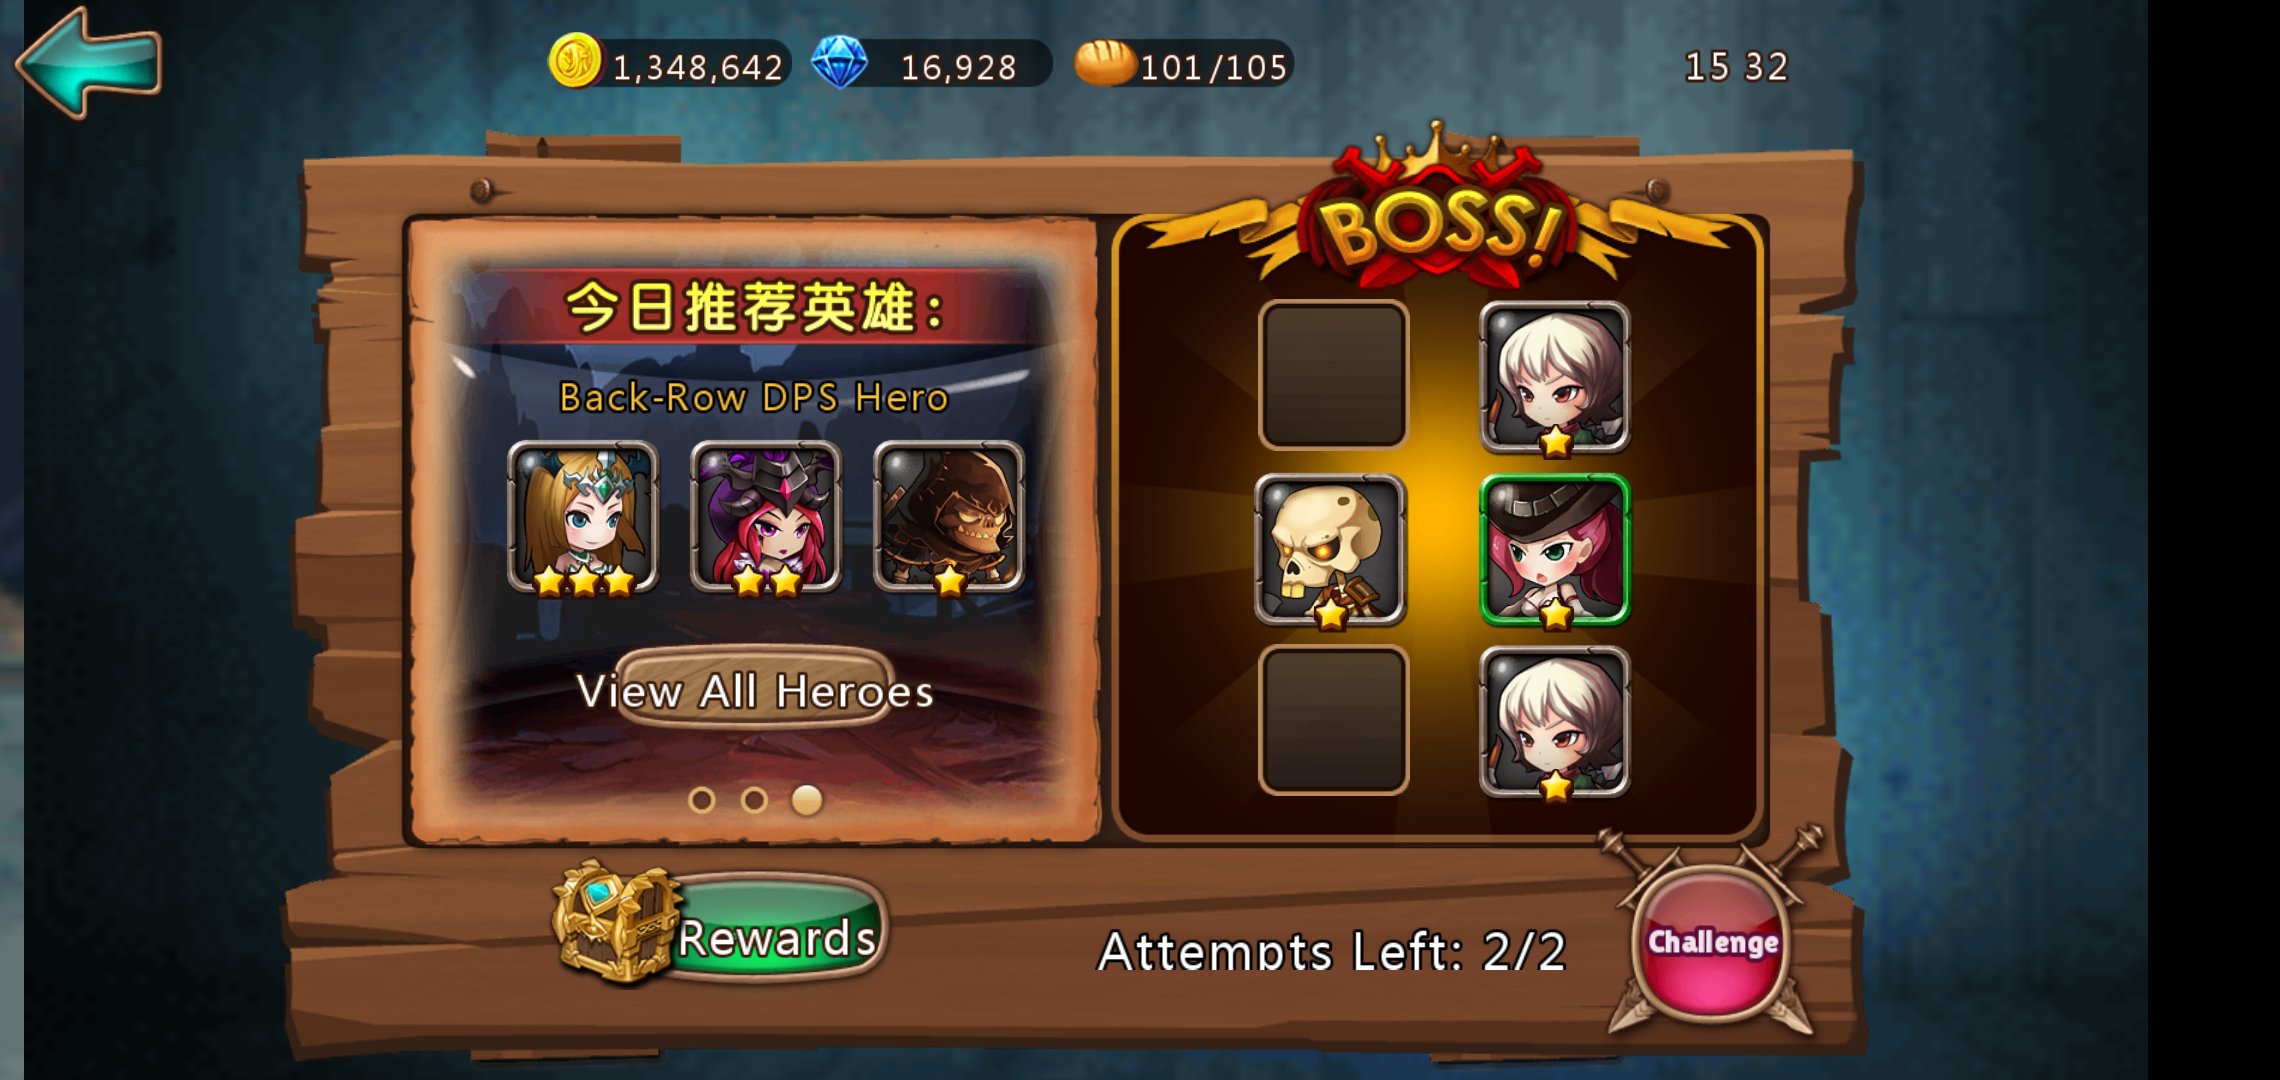 1,348,642
16,928
101/105
15 32
BOSS!
今日推荐英雄：
Back-Row DPS Hero
View All Heroes
Rewards
Attempts Left: 2/2
Challenge